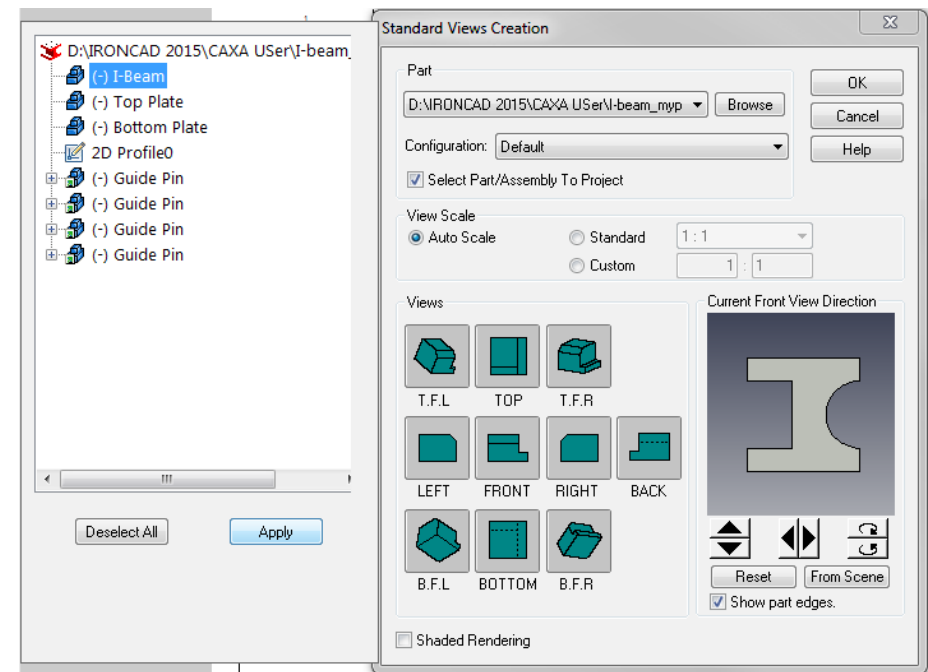 D:\IRONCAD 2015\CAXA USer\I-beam_
(-) I-Beam
(-) Top Plate
(-) Bottom Plate
2D Profile0
(-) Guide Pin
(-) Guide Pin
(-) Guide Pin
(-) Guide Pin
Deselect All
Apply
Standard Views Creation
Part
D:\IRONCAD 2015\CAXA USer\I-beam_myp
Browse
OK
Cancel
Configuration:
Default
Help
Select Part/Assembly To Project
View Scale
Auto Scale
Standard
1 : 1
Custom
1 : 1
Views
T.F.L
TOP
T.F.R
LEFT
FRONT
RIGHT
BACK
B.F.L
BOTTOM
B.F.R
Current Front View Direction
Reset
From Scene
Show part edges.
Shaded Rendering